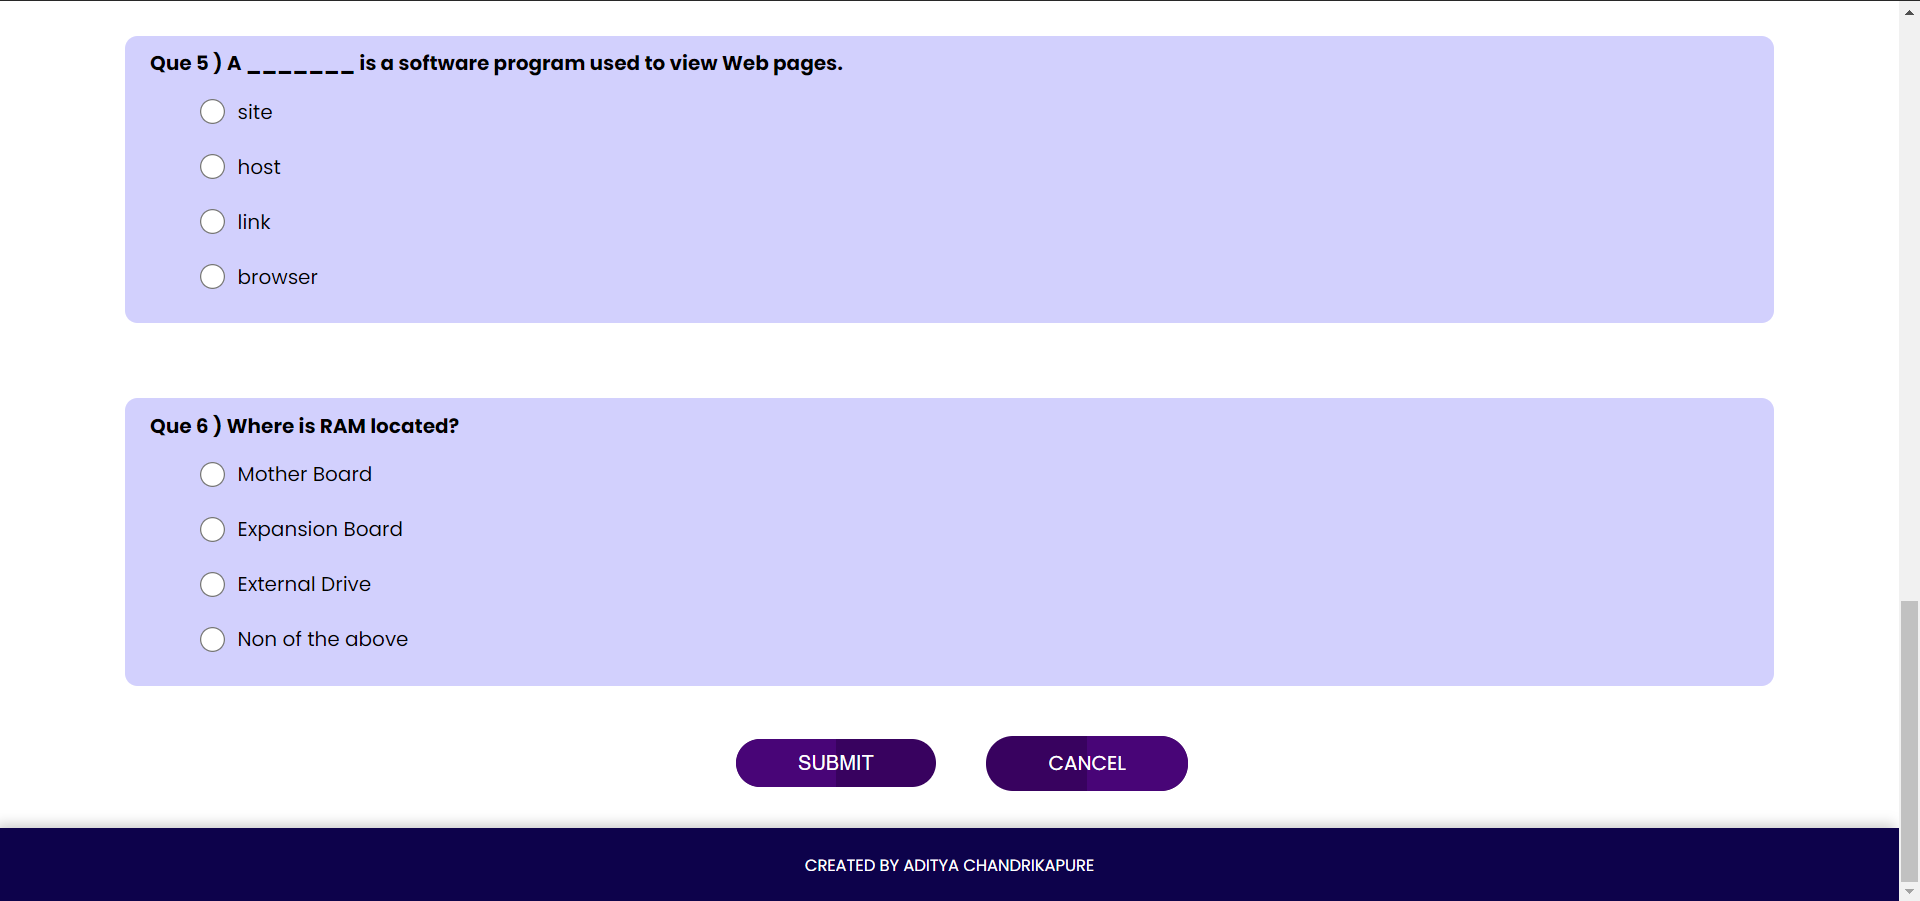 Que 5 ) A _______ is a software program used to view Web pages.
site
host
link
browser
Que 6 ) Where is RAM located?
Mother Board
Expansion Board
External Drive
Non of the above
SUBMIT CANCEL
CREATED BY ADITYA CHANDRIKAPURE